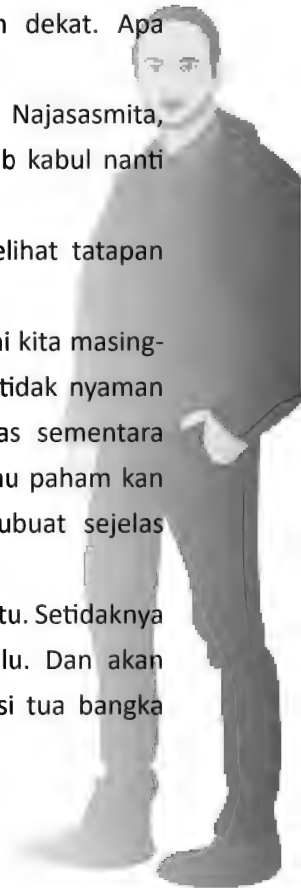 dekat. Apa
Najasasmita,
kabul nanti
elihat tatapan
ni kita masing-
tidak nyaman
as sementara
u paham kan
ubuat sejelas
tu. Setidaknya
lu. Dan akan
si tua bangka